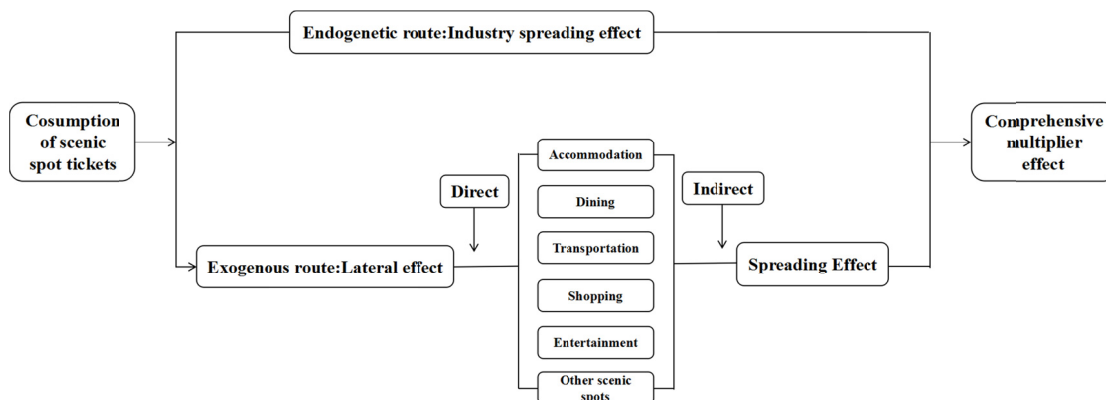 Endogenetic route:Industry spreading effect
Cosumption
of scenic
spot tickets
Comprehensive
multiplier
effect
Accommodation
Direct
Indirect
Dining
Transportation
Exogenous route:Lateral effect
Spreading Effect
Shopping
Entertainment
Other scenic
spots